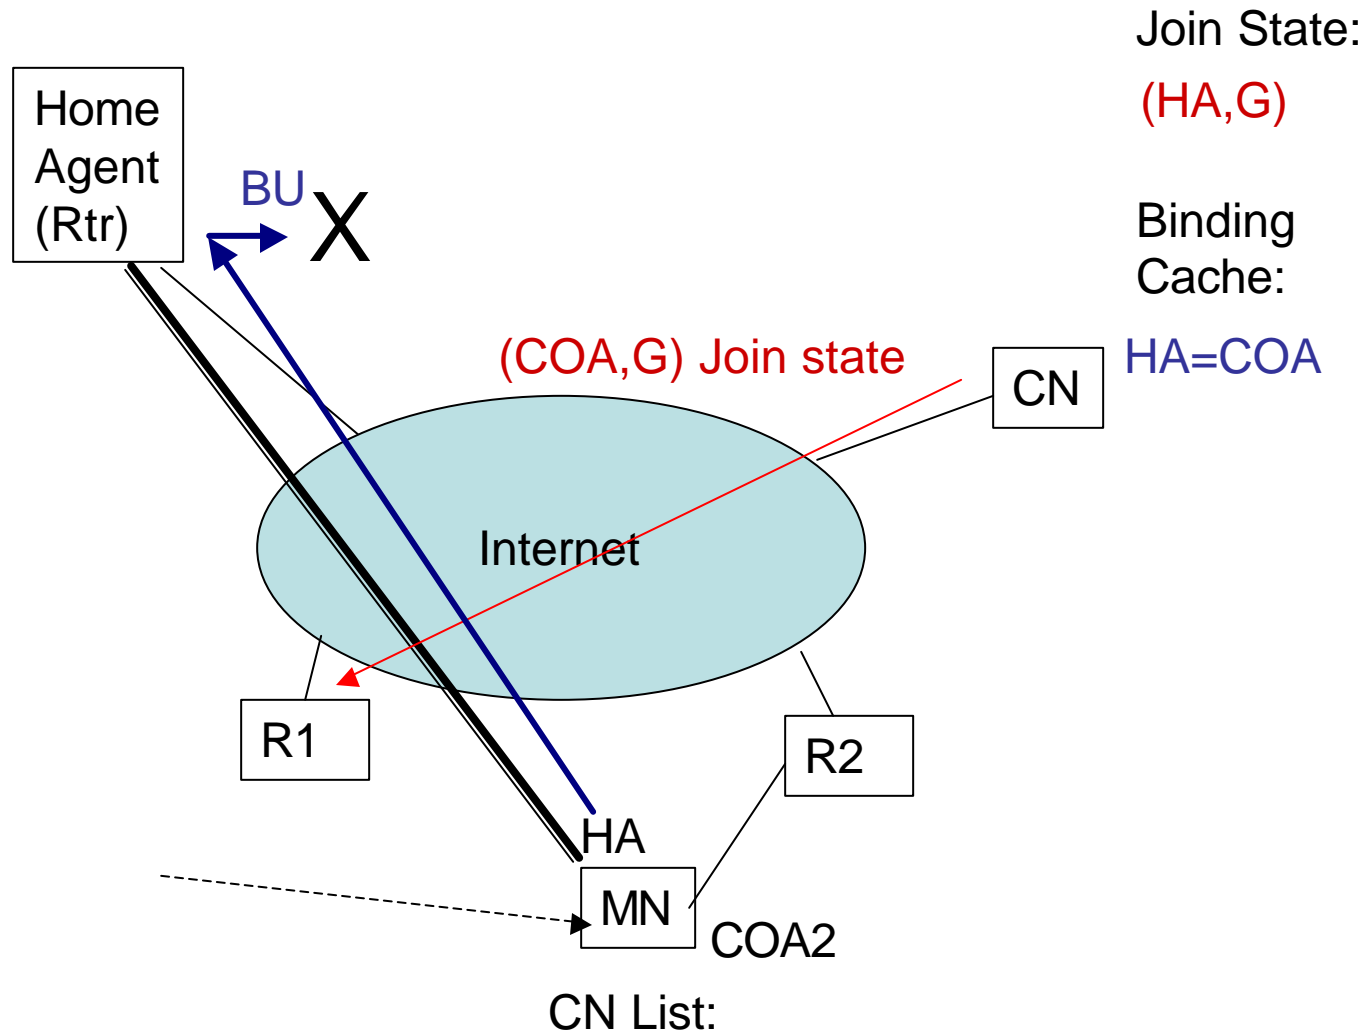 Join State:
(HA,G)
Home
Agent
(Rtr)
BU
X
Binding
Cache:
(COA,G) Join state
HA=COA
CN
Internet
R1
R2
HA
MN
COA2
CN List: